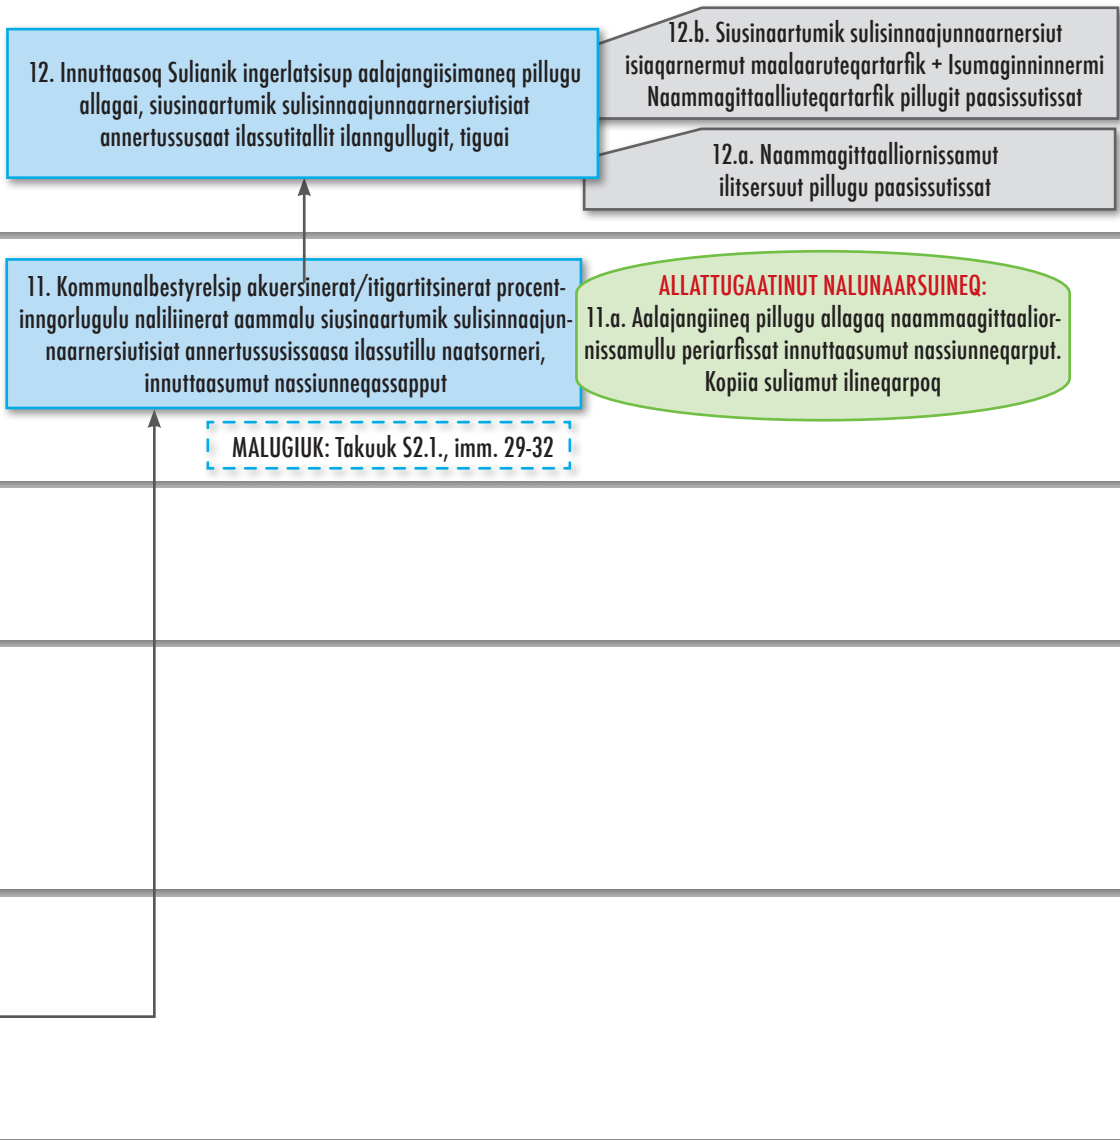 12. Innuttaasoq Sulianik ingerlatsisup aalajangiisimaneq pillugu
allagai, siusinaartumik sulisinnaajunnaarnersiutisiat
annertussusaat ilassutitallit ilanngullugit, tiguai
12.b. Siusinaartumik sulisinnaajunnaarnersiut
isiaqarnermut maalaaruteqartarfik + Isumaginninnermi
Naammagittaalliuteqartarfik pillugit paasissutissat
12.a. Naammagittaalliornissamut
ilitsersuut pillugu paasissutissat
11. Kommunalbestyrelsip akuersinerat/itigartitsinerat procent-
inngorlugulu naliliinerat aammalu siusinaartumik sulisinnaajun-
naarnersiutisiat annertussusissaasa ilassutillu naatsorneri,
innuttaasumut nassiunneqassapput
ALLATTUGAATINUT NALUNAARSUINEQ:
11.a. Aalajangiineq pillugu allagaq naammaagittaalior-
nissamullu periarfissat innuttaasumut nassiunneqarput.
Kopiia suliamut ilineqarpoq
MALUGIUK: Takuuk S2.1., imm. 29-32